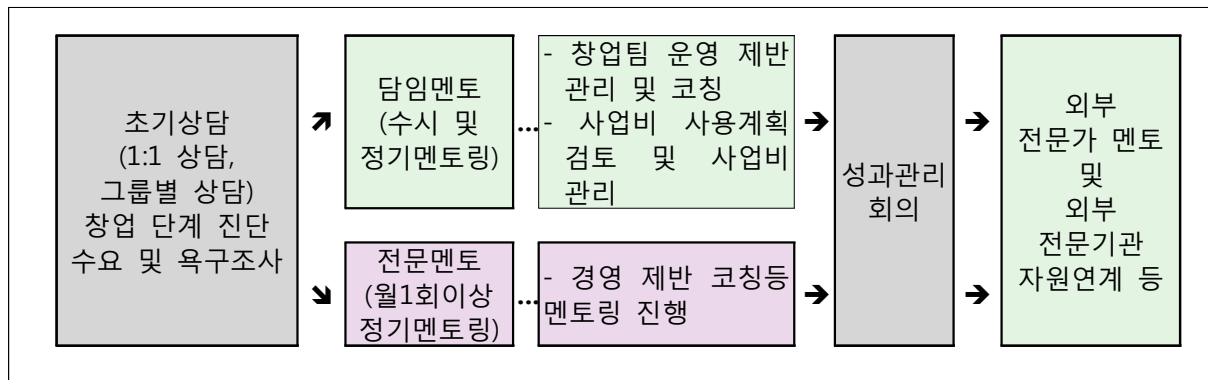 초기상담
(1:1 상담,
그룹별 상담)
창업 단계 진단
수요 및 욕구조사
➔
담임멘토
(수시 및
정기멘토링)
...
- 창업팀 운영 제반
관리 및 코칭
- 사업비 사용계획
검토 및 사업비
관리
➔
➔
전문멘토
(월1회이상
정기멘토링)
...
- 경영 제반 코칭등
멘토링 진행
➔
성과관리
회의
➔
➔
외부
전문가 멘토
및
외부
전문기관
자원연계 등